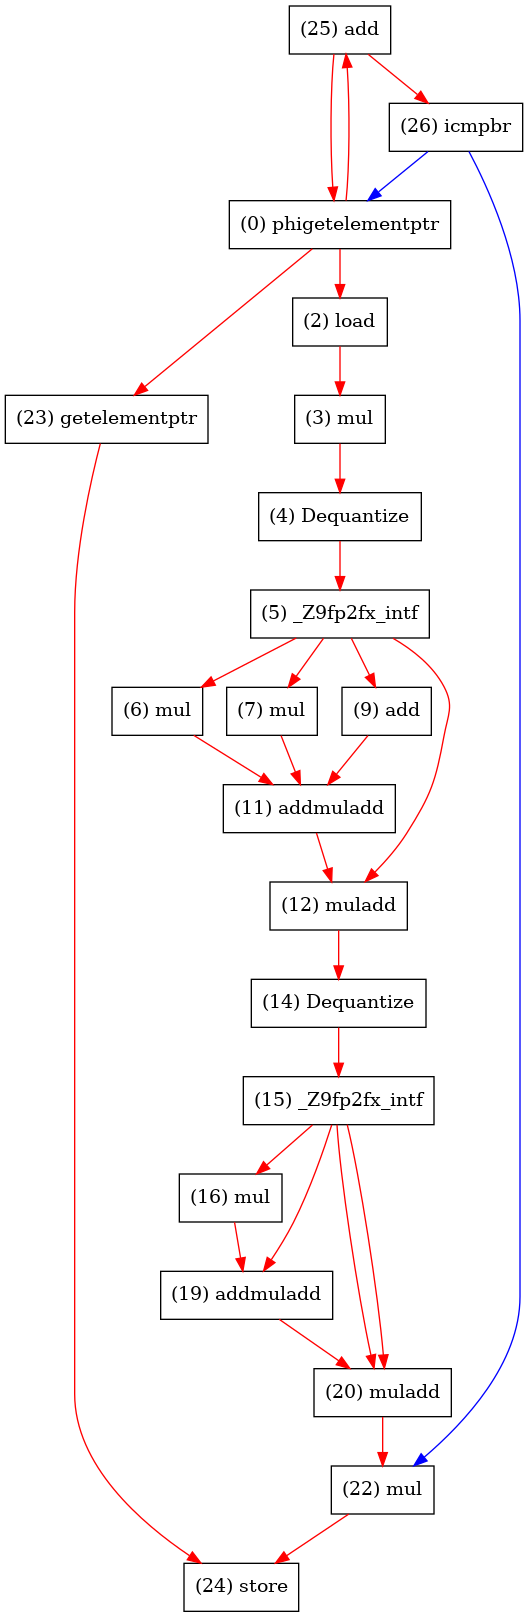 (25) add
(26) icmpbr
(0) phigetelementptr
(2) load
(23) getelementptr
(3) mul
(4) Dequantize
(5) _Z9fp2fx_intf
(6) mul
(7) mul
(9) add
(11) addmuladd
(12) muladd
(14) Dequantize
(15) _Z9fp2fx_intf
(16) mul
(19) addmuladd
(20) muladd
(22) mul
(24) store